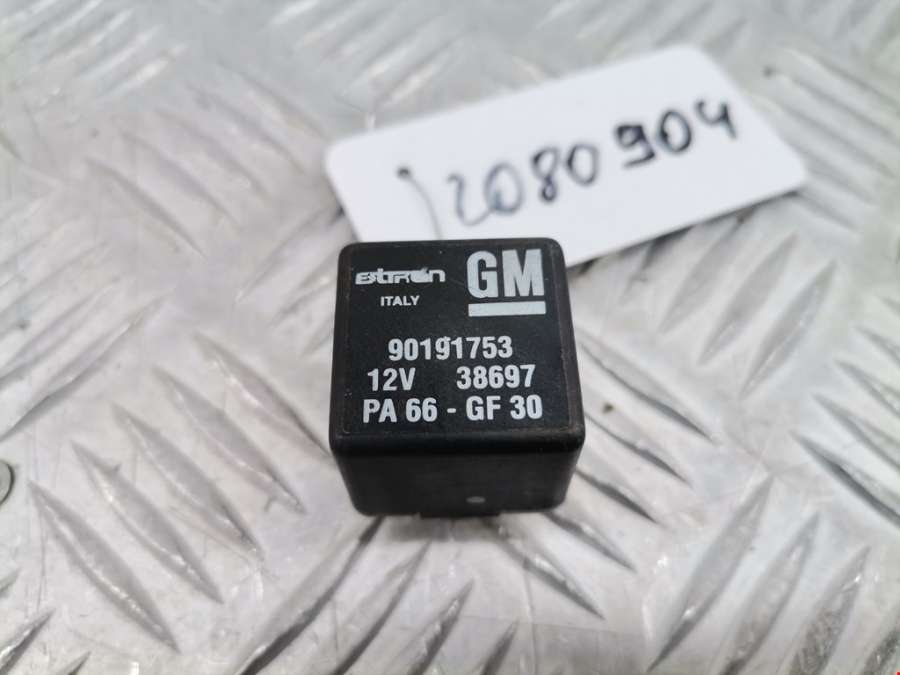 2080904
Bitron GM
ITALY
90191753
12V 38697
PA 66 - GF 30